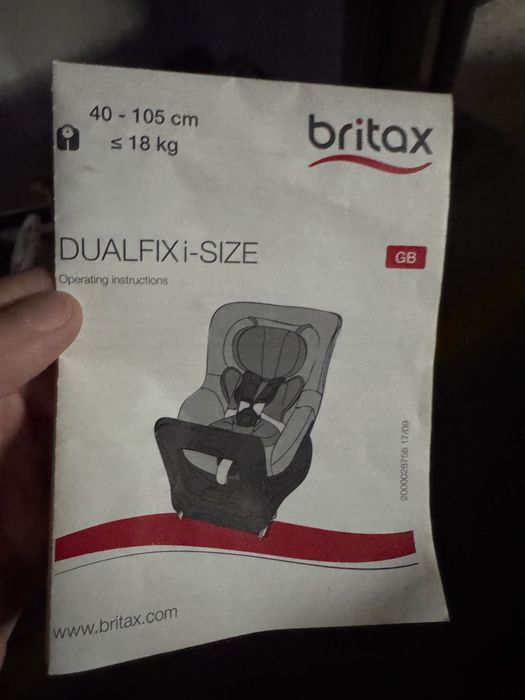 40 - 105 cm
≤ 18 kg
britax
DUALFIX i-SIZE
GB
Operating instructions
2000028756 17/09
www.britax.com